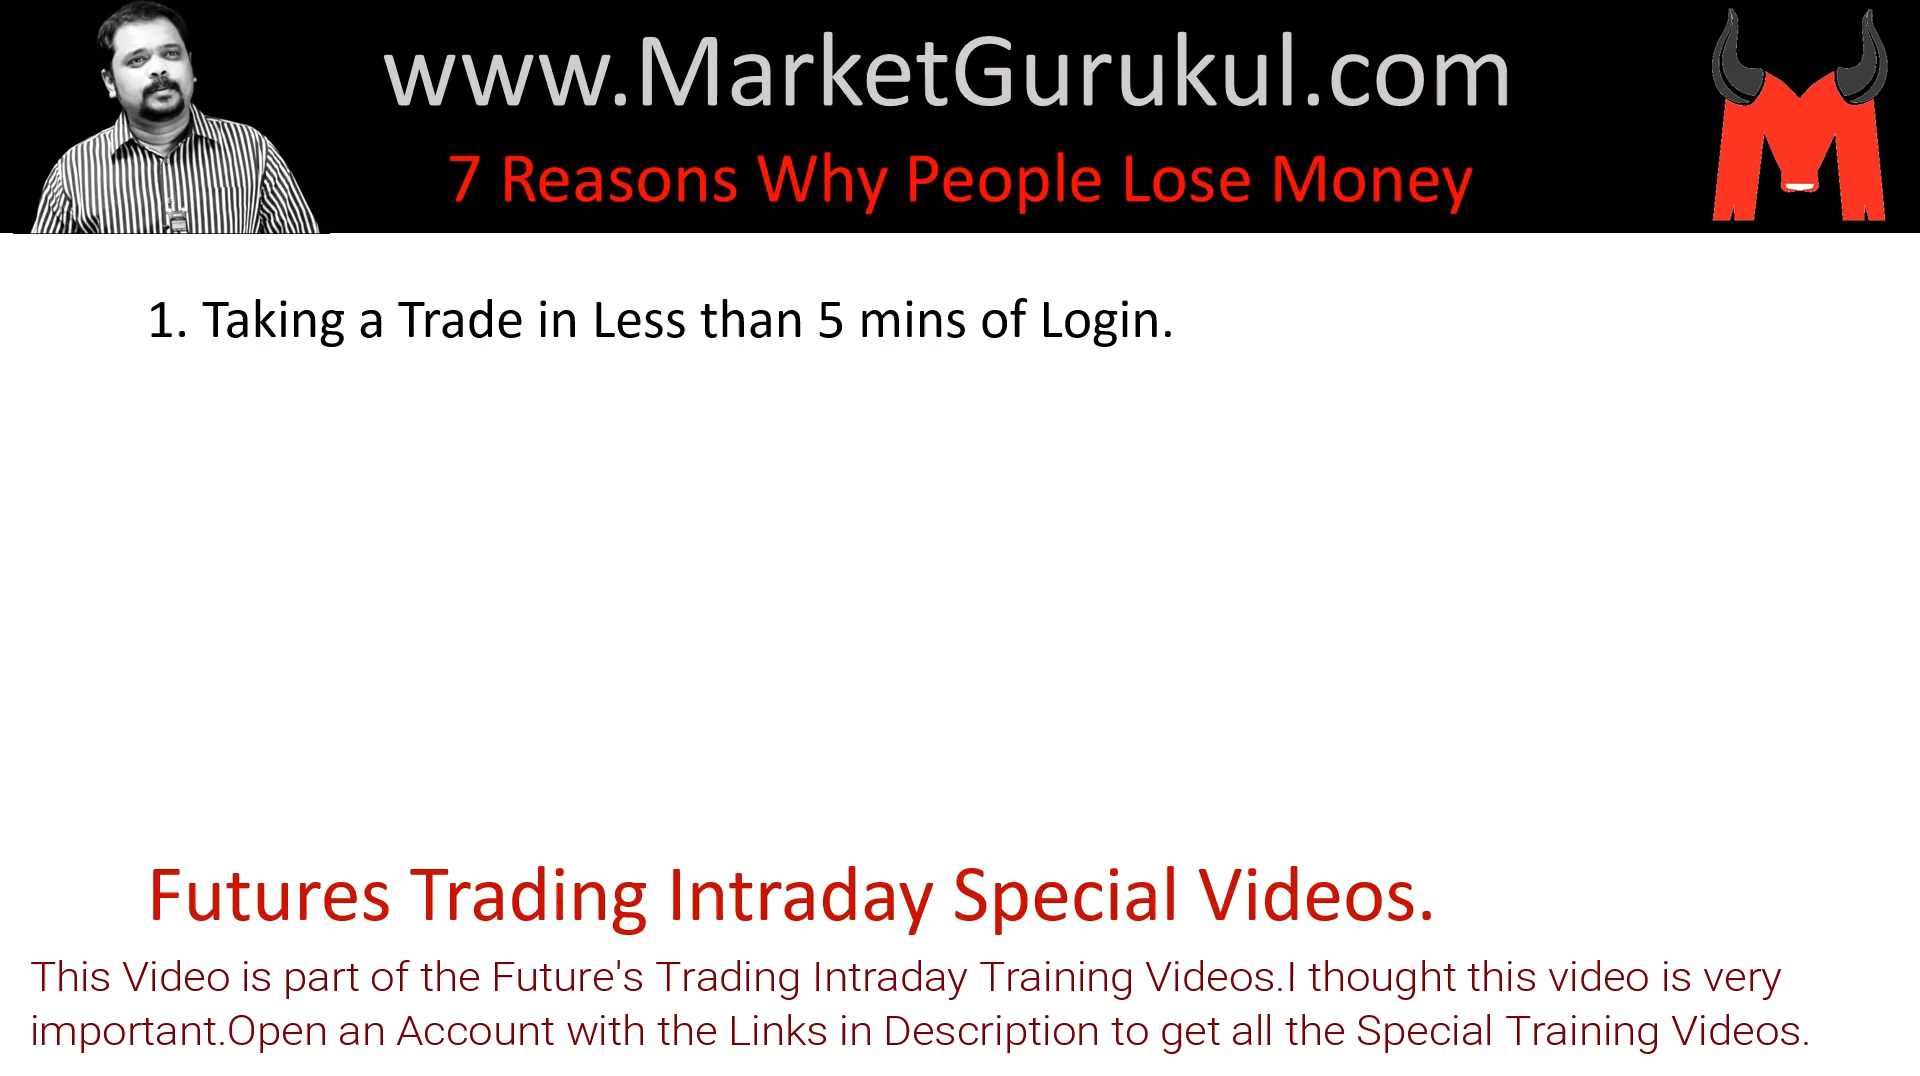 www.MarketGurukul.com
7 Reasons Why People Lose Money
1. Taking a Trade in Less than 5 mins of Login.
Futures Trading Intraday Special Videos.
This Video is part of the Future's Trading Intraday Training Videos.I thought this video is very
important.Open an Account with the Links in Description to get all the Special Training Videos.